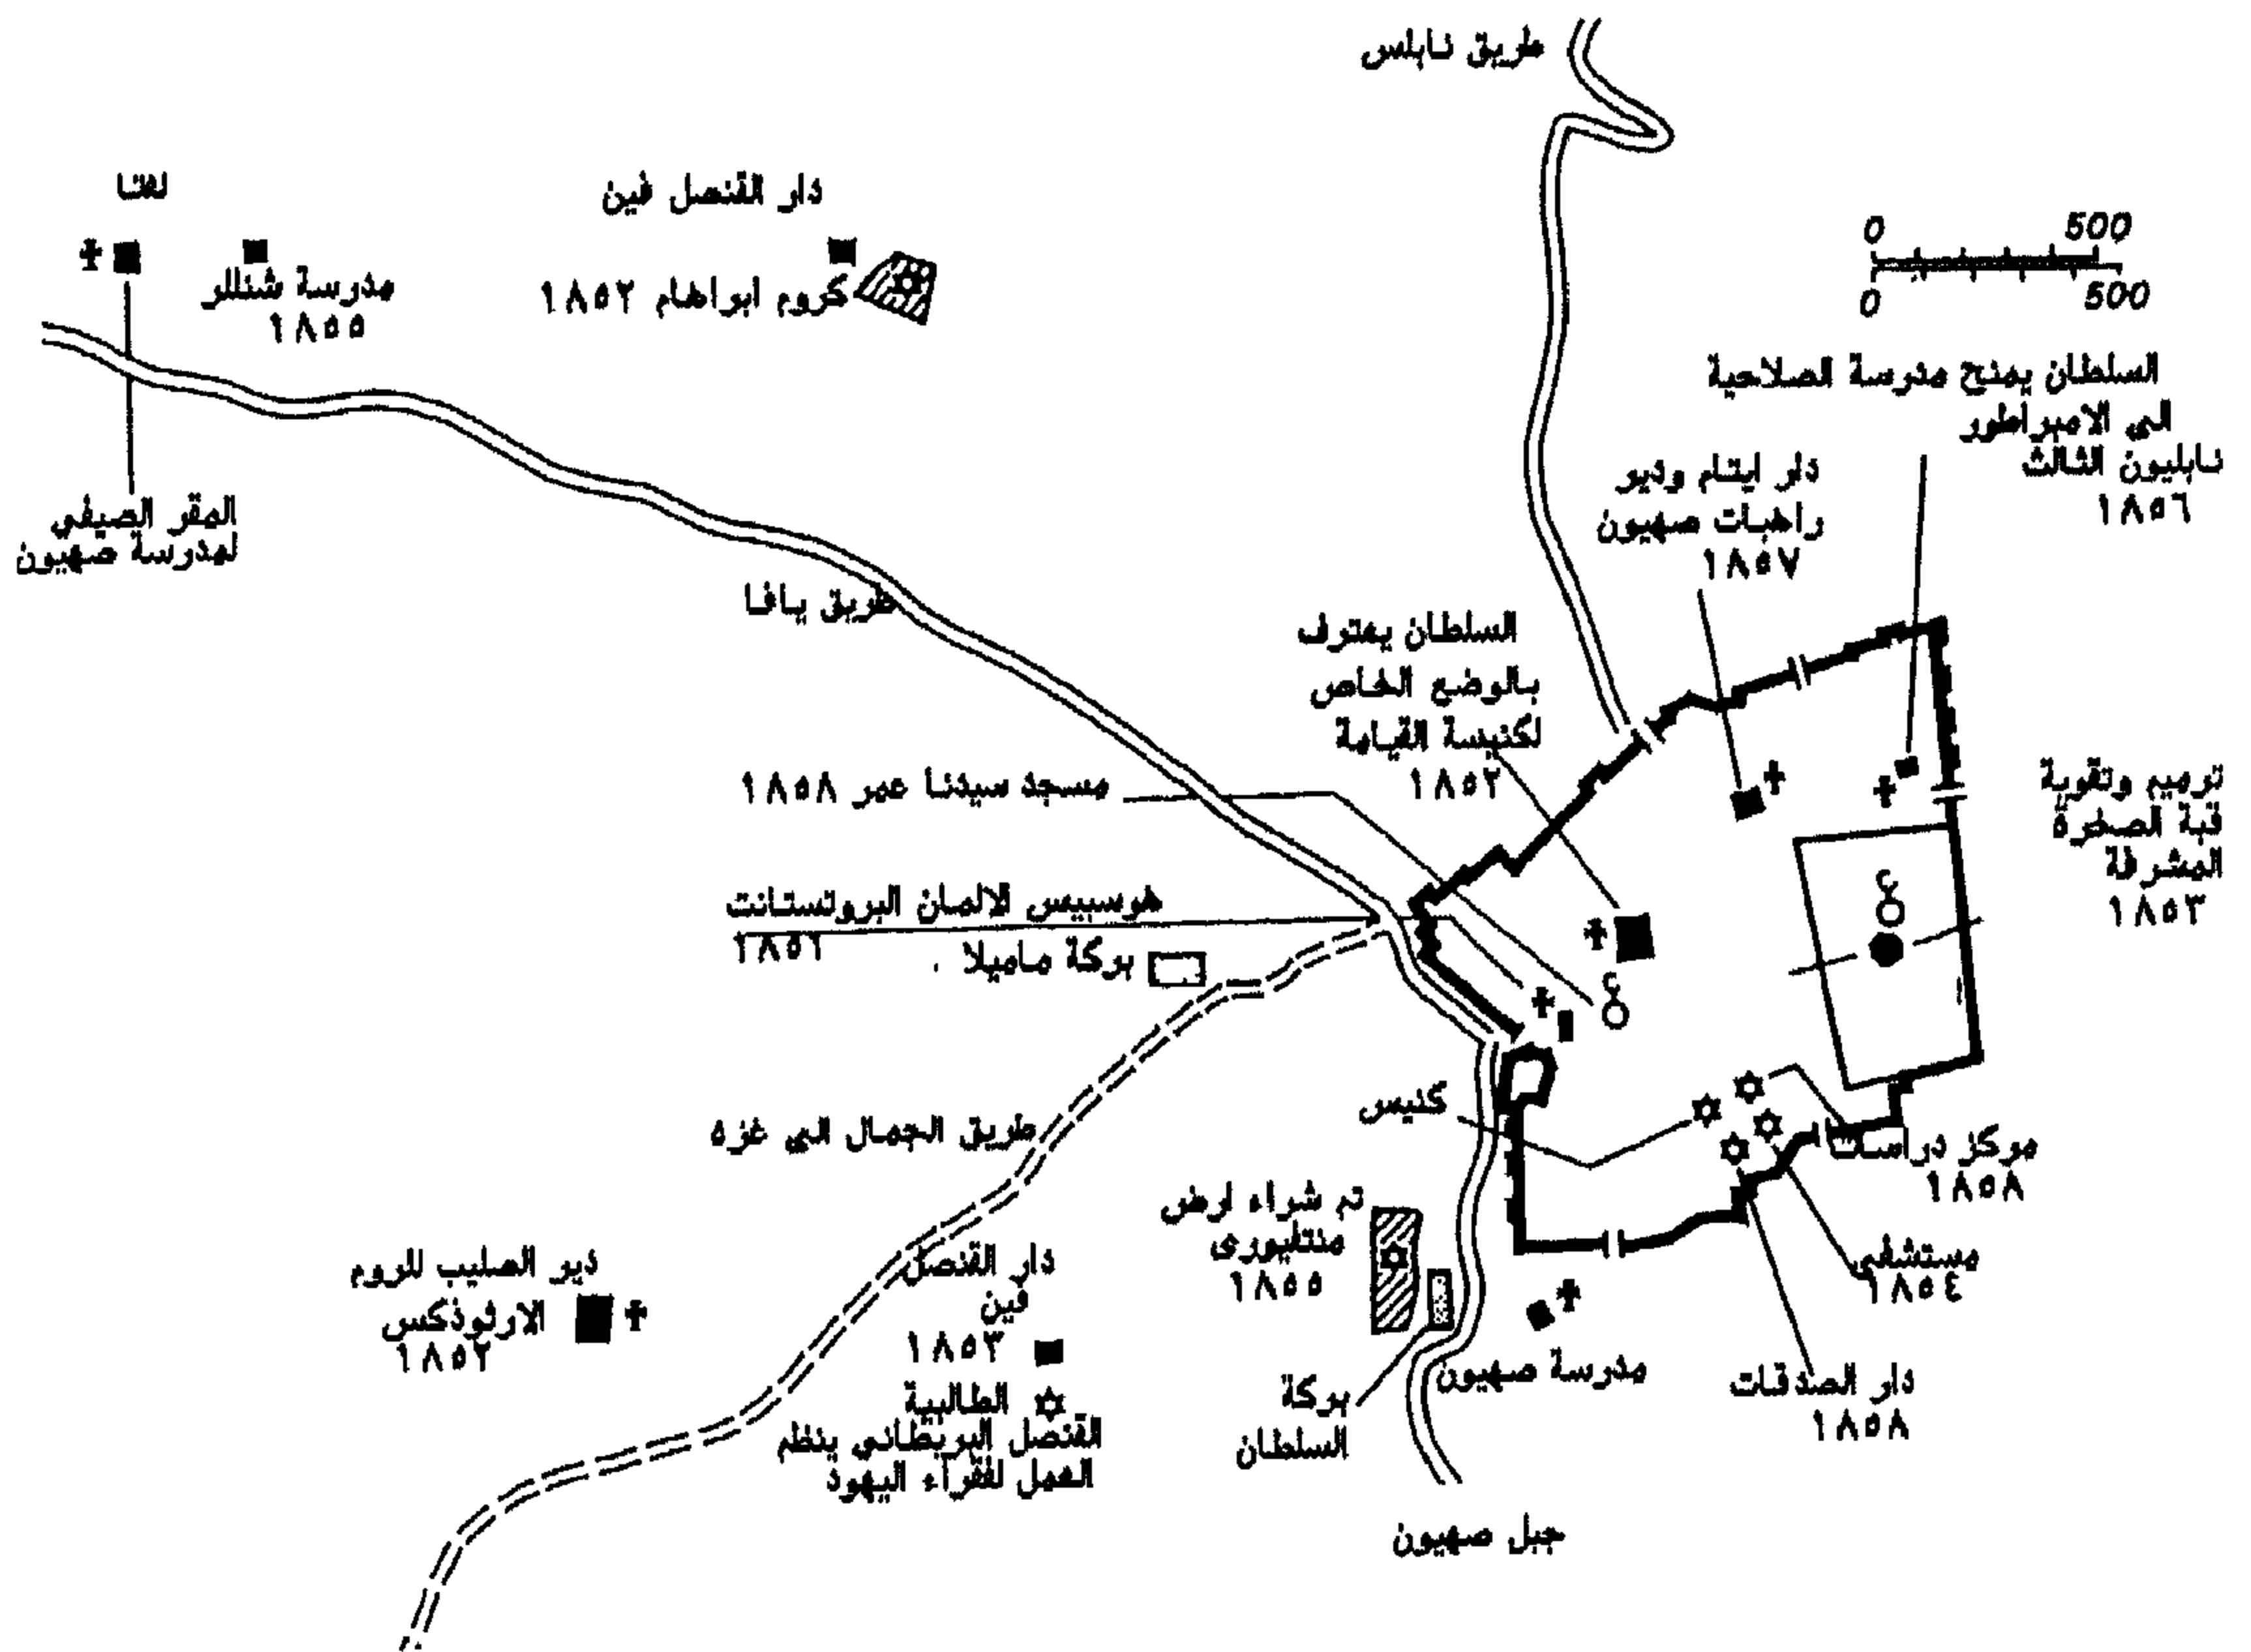 طريق نابلس
لفتا
دار القنصل فين
مدرسة شنللر
١٨٥٥
كروم ابراهام ١٨٥٢
0 500
0 500
السلطان يمنح مدرسة الصلاحية
الى الامبراطور
نابليون الثالث
١٨٥٦
دار ايتام ودير
راهبات صهيون
١٨٥٧
المقر الصيفي
لمدرسة صهيون
طريق يافا
السلطان يعترف
بالوضع الخاص
لكنيسة القيامة
١٨٥٢
مسجد سيدنا عمر ١٨٥٨
ترميم وتقوية
قبة الصخرة
المشرفة
١٨٥٣
هوسبيس الالمان البروتستانت
١٨٥١
بركة ماميلا
كنيس
طريق الجمال الى غزه
مركز دراسات
١٨٥٨
تم شراء ارض
منتفيورى
١٨٥٥
مستشفى
١٨٥٤
دير الصليب للروم
الارثوذكس
١٨٥٢
دار القنصل
فين
١٨٥٣
الطالبية
القنصل البريطاني ينظم
العمل لفقراء اليهود
بركة
السلطان
مدرسة صهيون
دار الصدقات
١٨٥٨
جبل صهيون